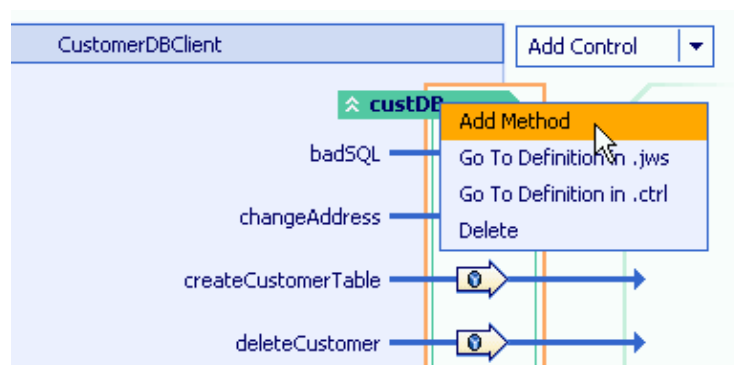 CustomerDBClient
Add Control
custDB
Add Method
badSQL
Go To Definition in .jws
Go To Definition in .ctrl
changeAddress
Delete
createCustomerTable
deleteCustomer